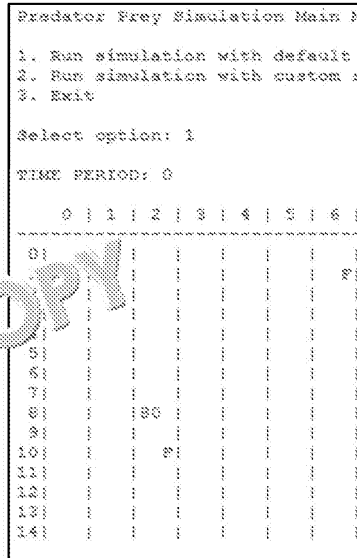 Predator Prey Simulation Main
1. Run simulation with default
2. Run simulation with custom
3. Exit
Select option: 1
TIME PERIOD: 0
0 | 1 | 2 | 3 | 4 | 5 | 6 |
0| | | | | | |
| | | | | F|
| | | | | |
| | | | |
| | | | |
5| | | | | | |
6| | | | | | |
7| | | | | | |
8| | |80 | | | |
9| | | | | | |
10| | | F| | | |
11| | | | | | |
12| | | | | | |
13| | | | | | |
14| | | | | | |
OPY